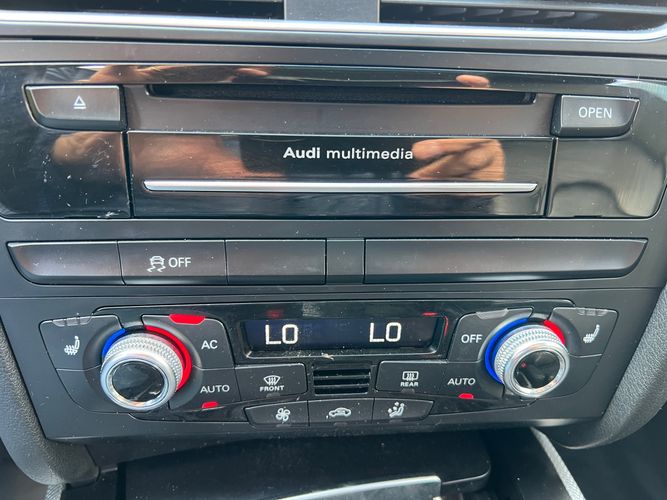 OPEN
Audi multimedia
OFF
LO LO
AC
OFF
AUTO
FRONT
REAR
AUTO